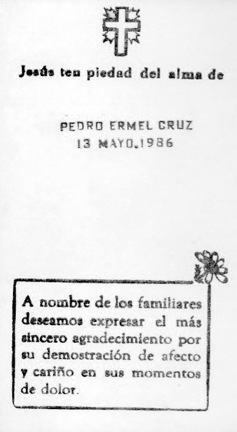 Jesús ten piedad del alma de
PEDRO ERMEL CRUZ
13 MAYO.1986
A nombre de los familiares
deseamos expresar el más
sincero agradecimiento por
su demostración de afecto
y cariño en sus momentos
de dolor.